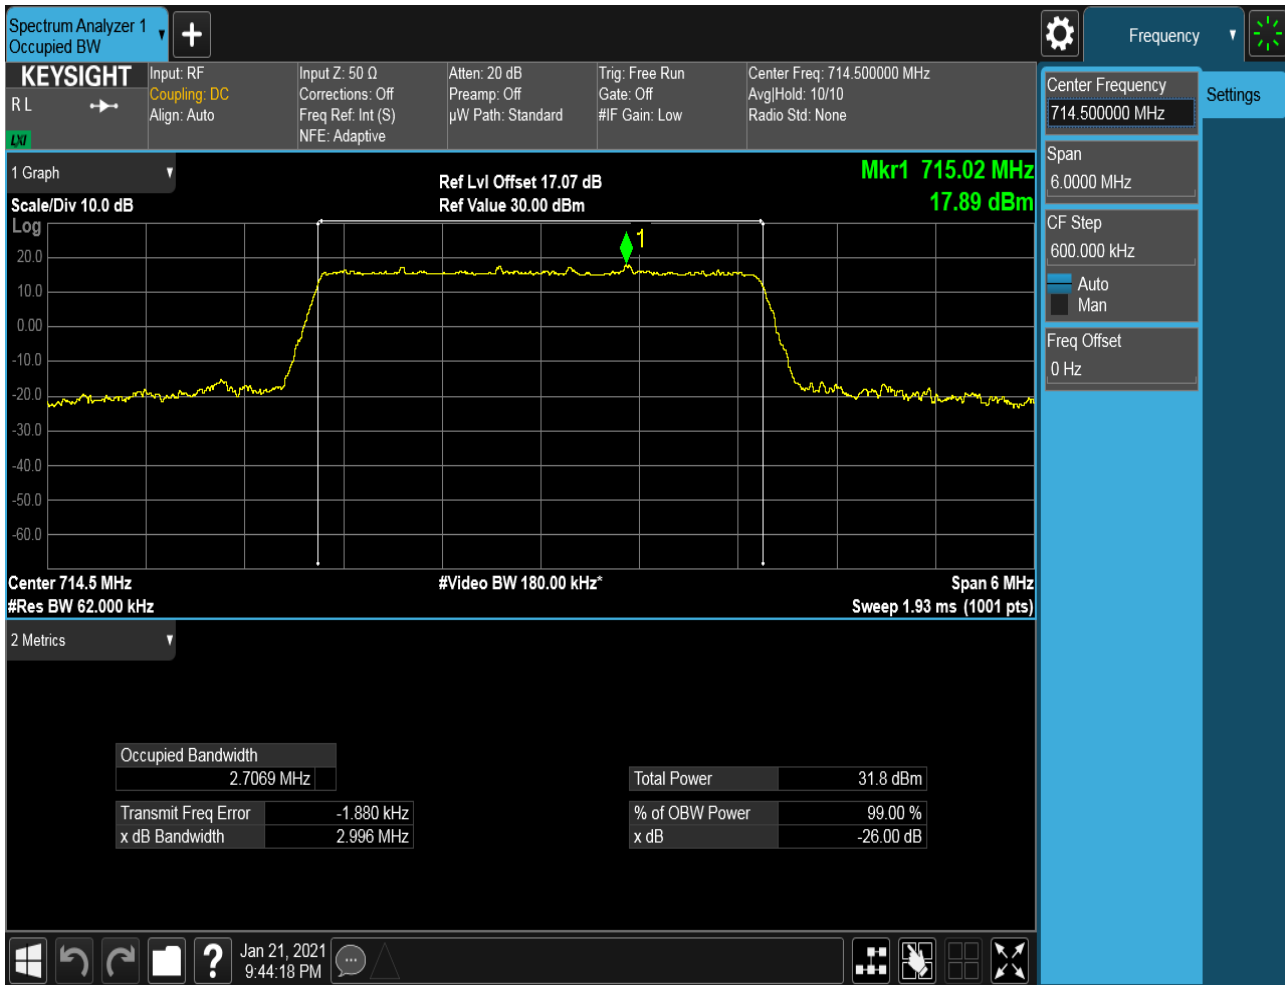 Spectrum Analyzer 1
Occupied BW
Frequency
KEYSIGHT
R L
LXI
Input: RF
Coupling: DC
Align: Auto
Input Z: 50 Ω
Corrections: Off
Freq Ref: Int (S)
NFE: Adaptive
Atten: 20 dB
Preamp: Off
µW Path: Standard
Trig: Free Run
Gate: Off
#IF Gain: Low
Center Freq: 714.500000 MHz
Avg|Hold: 10/10
Radio Std: None
Center Frequency
714.500000 MHz
Settings
Span
6.0000 MHz
CF Step
600.000 kHz
Auto
Man
Freq Offset
0 Hz
1 Graph
Scale/Div 10.0 dB
Ref Lvl Offset 17.07 dB
Ref Value 30.00 dBm
Mkr1 715.02 MHz
17.89 dBm
Log
1
20.0
10.0
0.00
-10.0
-20.0
-30.0
-40.0
-50.0
-60.0
Center 714.5 MHz
#Video BW 180.00 kHz*
Span 6 MHz
#Res BW 62.000 kHz
Sweep 1.93 ms (1001 pts)
2 Metrics
Occupied Bandwidth
2.7069 MHz
Transmit Freq Error -1.880 kHz
x dB Bandwidth 2.996 MHz
Total Power 31.8 dBm
% of OBW Power 99.00 %
x dB -26.00 dB
?
Jan 21, 2021
9:44:18 PM